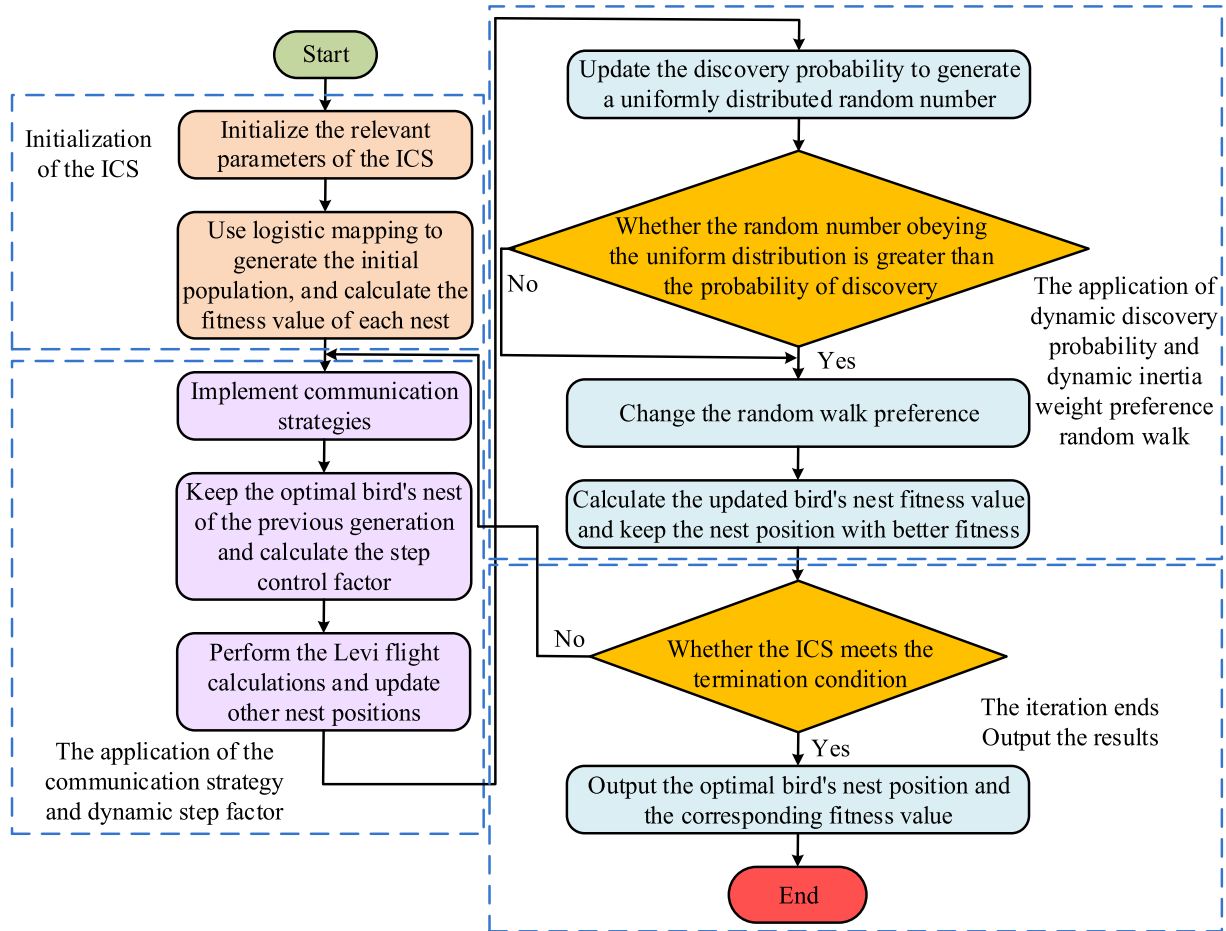 Start
Initialization
of the ICS
Initialize the relevant
parameters of the ICS
Use logistic mapping to
generate the initial
population, and calculate the
fitness value of each nest
Implement communication
strategies
Keep the optimal bird's nest
of the previous generation
and calculate the step
control factor
Perform the Levi flight
calculations and update
other nest positions
The application of the
communication strategy
and dynamic step factor
Update the discovery probability to generate
a uniformly distributed random number
Whether the random number obeying
the uniform distribution is greater than
the probability of discovery
No
Yes
The application of
dynamic discovery
probability and
dynamic inertia
weight preference
random walk
Change the random walk preference
Calculate the updated bird's nest fitness value
and keep the nest position with better fitness
No
Whether the ICS meets the
termination condition
Yes
The iteration ends
Output the results
Output the optimal bird's nest position and
the corresponding fitness value
End